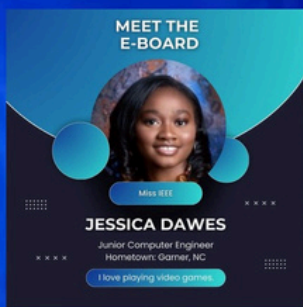 MEET THE
E-BOARD
Miss IEEE
JESSICA DAWES
Junior Computer Engineer
Hometown: Garner, NC
I love playing video games.